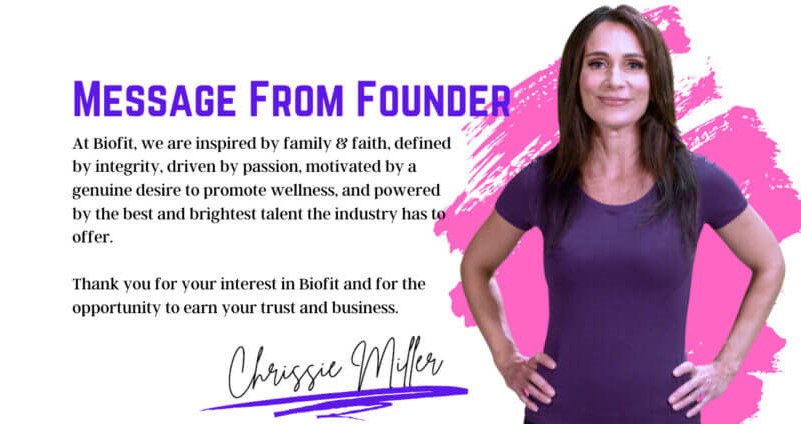 Message From Founder
At Biofit, we are inspired by family & faith, defined
by integrity, driven by passion, motivated by a
genuine desire to promote wellness, and powered
by the best and brightest talent the industry has to
offer.
Thank you for your interest in Biofit and for the
opportunity to earn your trust and business.
Chrissie Miller